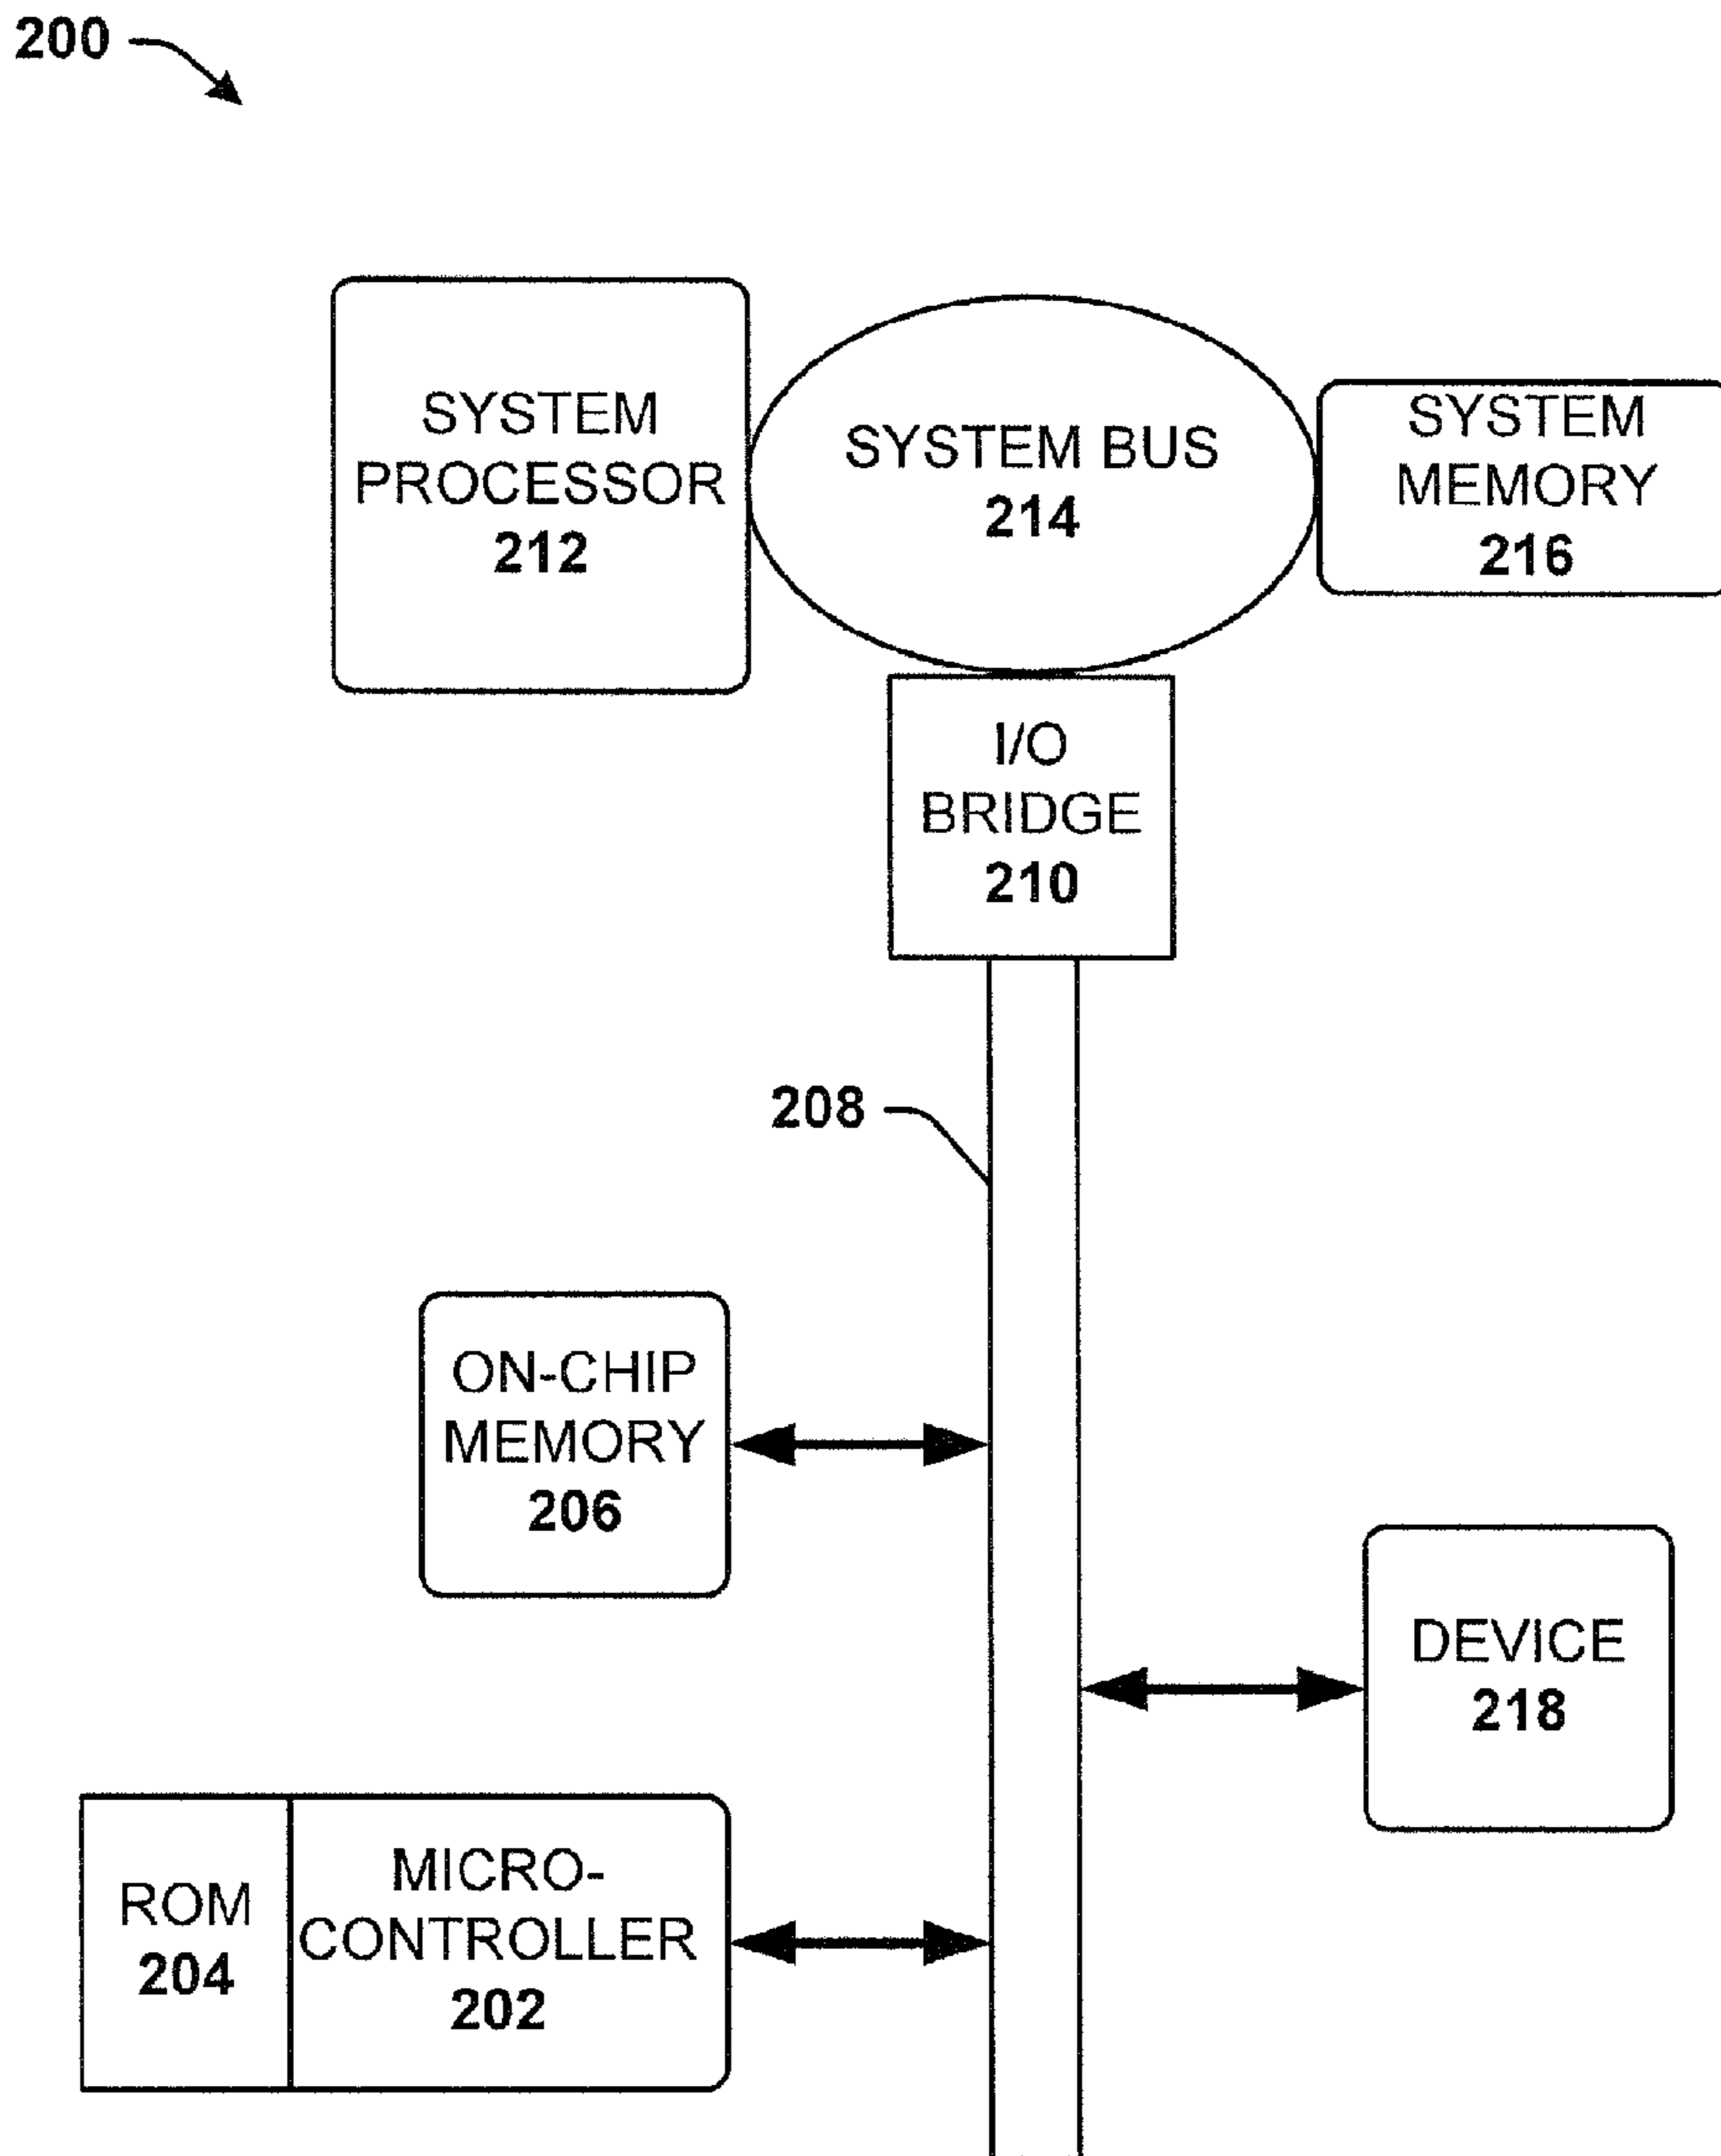 200
SYSTEM
PROCESSOR
212
SYSTEM BUS
214
SYSTEM
MEMORY
216
I/O
BRIDGE
210
208
ON-CHIP
MEMORY
206
DEVICE
218
ROM
204
MICRO-
CONTROLLER
202